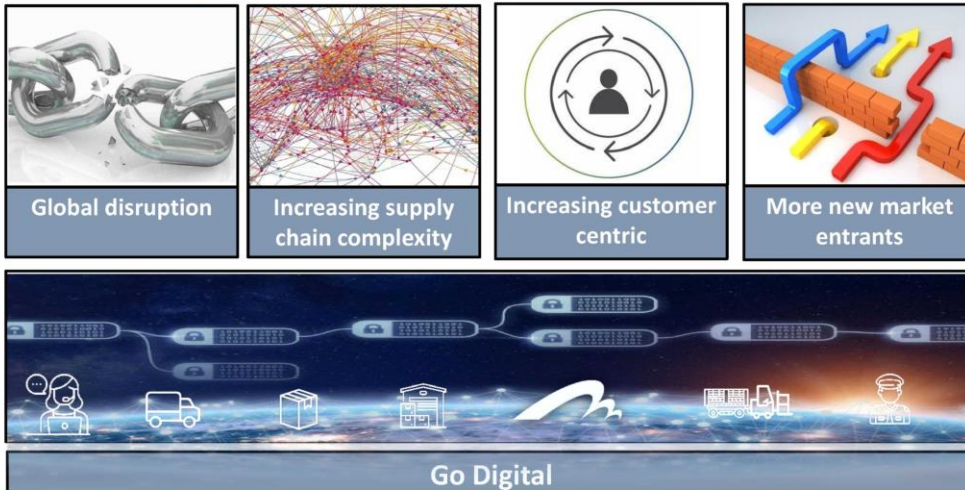 Global disruption
Increasing supply
chain complexity
Increasing customer
centric
More new market
entrants
Go Digital